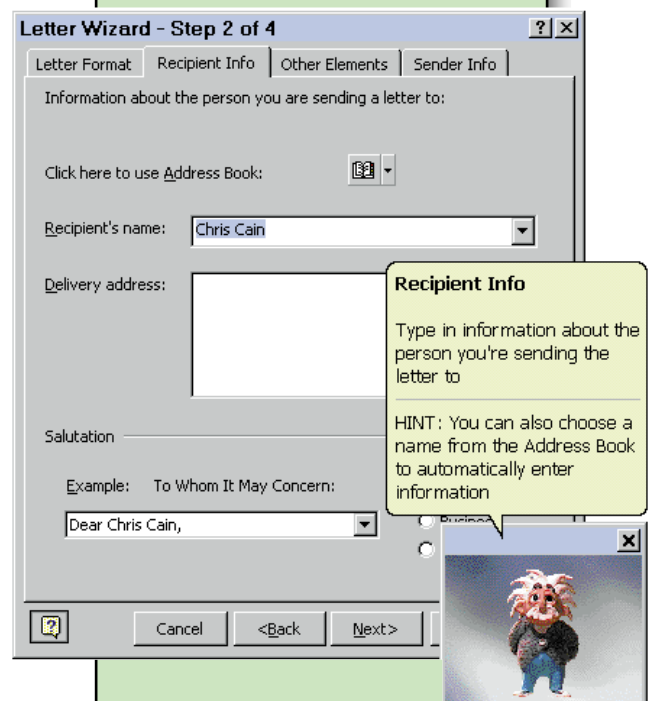 Letter Wizard - Step 2 of 4
Letter Format Recipient Info Other Elements Sender Info
Information about the person you are sending a letter to:
Click here to use Address Book:
Recipient's name: Chris Cain
Delivery address:
Recipient Info
Type in information about the
person you're sending the
letter to
HINT: You can also choose a
name from the Address Book
to automatically enter
information
Salutation
Example: To Whom It May Concern:
Dear Chris Cain,
Cancel <Back Next>